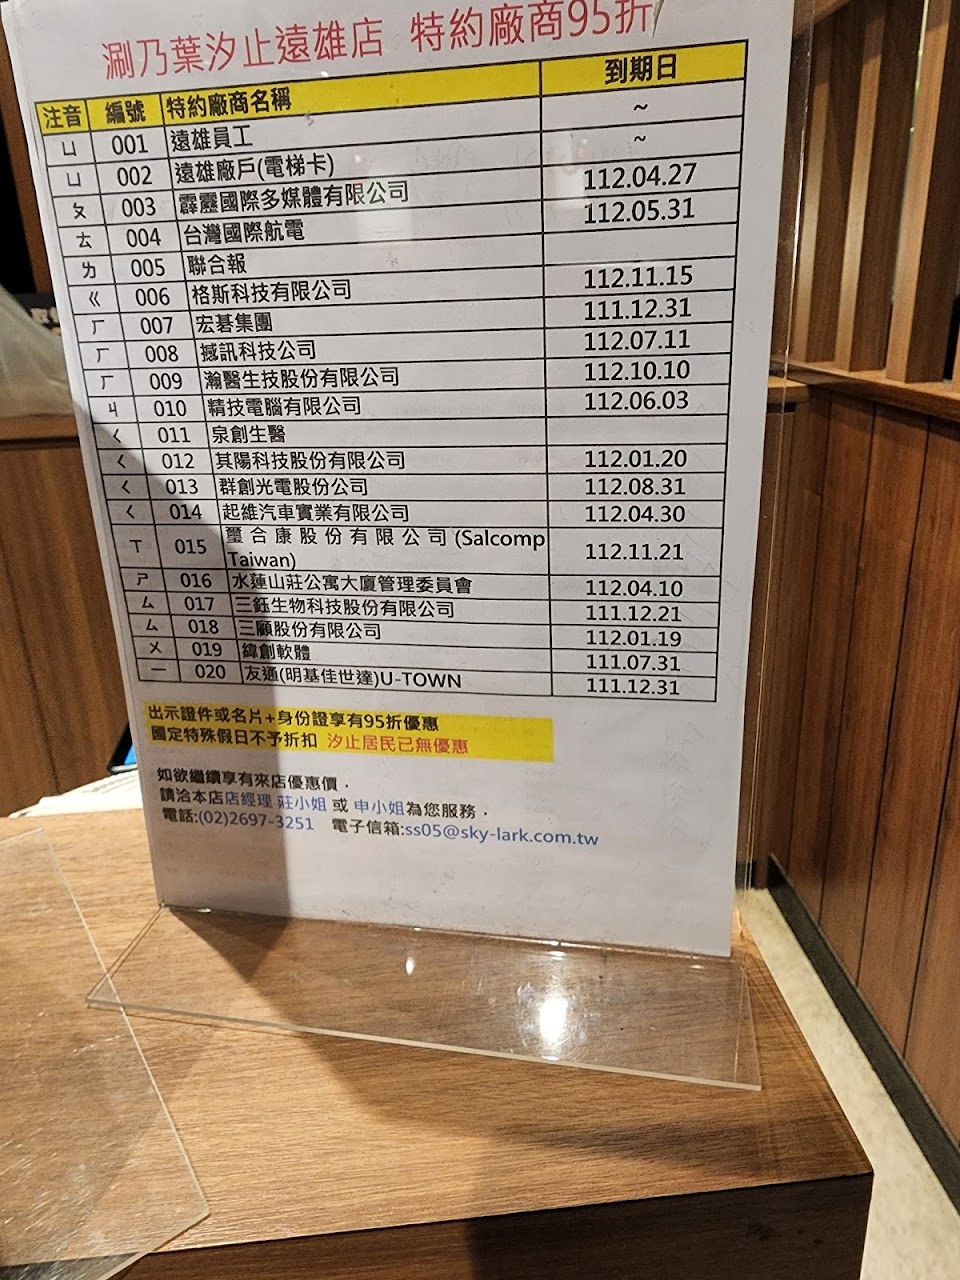 涮乃葉汐止遠雄店 特約廠商95折
注音 編號 特約廠商名稱 到期日
ㄩ 001 遠雄員工 ~
ㄩ 002 遠雄廠戶(電梯卡) ~
ㄆ 003 霹靂國際多媒體有限公司 112.04.27
ㄊ 004 台灣國際航電 112.05.31
ㄌ 005 聯合報
ㄍ 006 格斯科技有限公司 112.11.15
ㄏ 007 宏碁集團 111.12.31
ㄏ 008 撼訊科技公司 112.07.11
ㄏ 009 瀚醫生技股份有限公司 112.10.10
ㄐ 010 精技電腦有限公司 112.06.03
ㄑ 011 泉創生醫
ㄑ 012 其陽科技股份有限公司 112.01.20
ㄑ 013 群創光電股份公司 112.08.31
ㄑ 014 起維汽車實業有限公司 112.04.30
ㄒ 015 璽合康股份有限公司(Salcomp
Taiwan) 112.11.21
ㄕ 016 水蓮山莊公寓大廈管理委員會 112.04.10
ㄙ 017 三鈺生物科技股份有限公司 111.12.21
ㄙ 018 三顧股份有限公司 112.01.19
ㄨ 019 緯創軟體 111.07.31
一 020 友通(明基佳世達)U-TOWN 111.12.31
出示證件或名片+身份證享有95折優惠
國定特殊假日不予折扣 汐止居民已無優惠
如欲繼續享有來店優惠價.
請洽本店店經理 莊小姐 或 申小姐為您服務.
電話:(02)2697-3251 電子信箱:ss05@sky-lark.com.tw